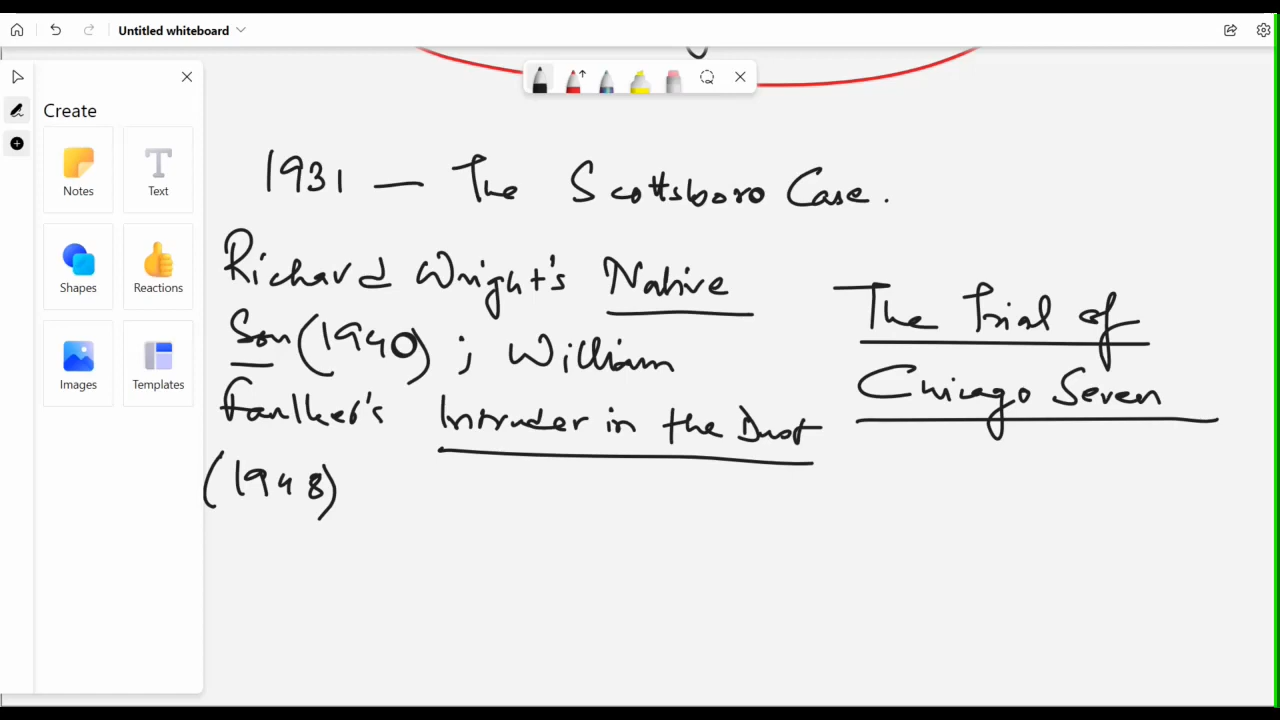 Untitled whiteboard
Create
Notes
Text
Shapes
Reactions
Images
Templates
1931 — The Scottsboro Case.
Richard Wright's Native
Son (1940) ; William
Faulker's Intruder in the Dust
(1948)
The Trial of
Chicago Seven